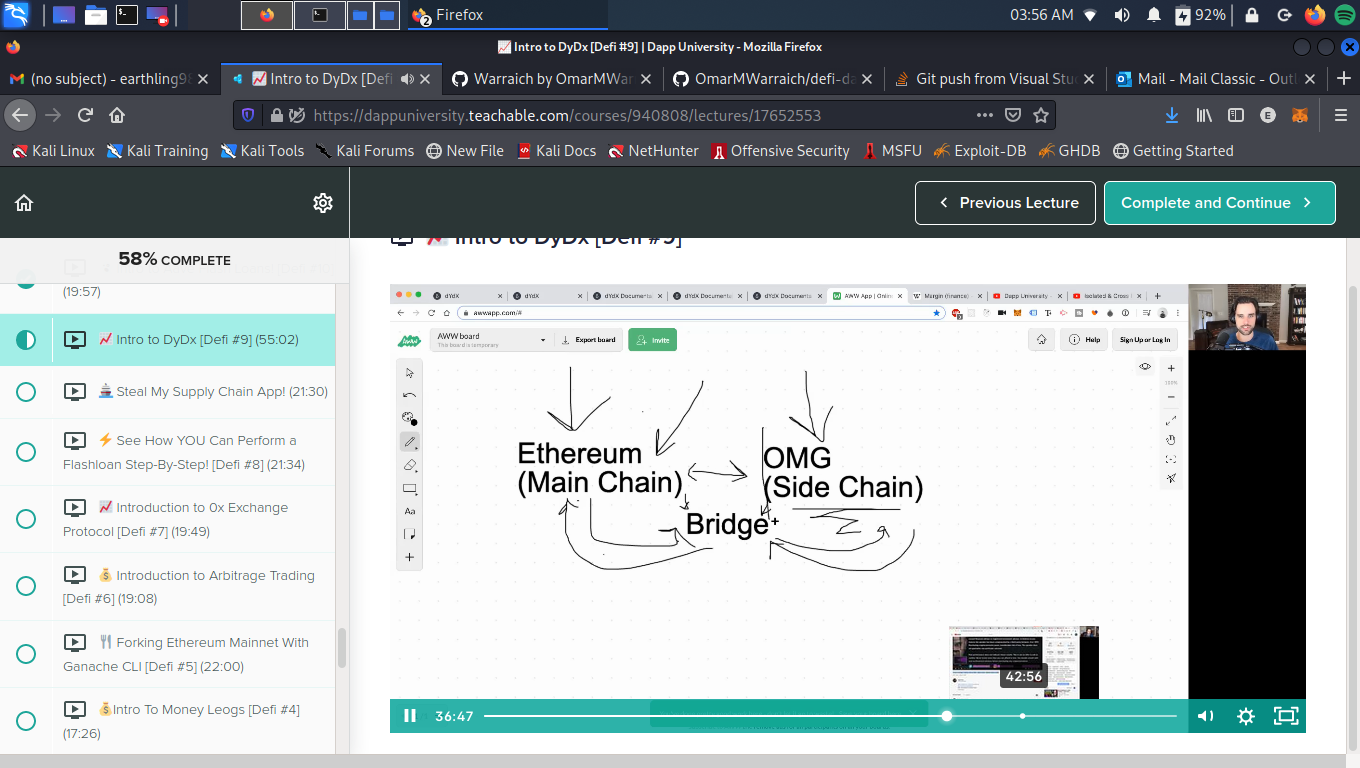 2
Firefox
03:56 AM
92%
Intro to DyDx [Defi #9] | Dapp University - Mozilla Firefox
(no subject) - earthling98
Intro to DyDx [Defi
Warraich by OmarMWar
OmarMWarraich/defi-da
Git push from Visual Stu
Mail - Mail Classic - Outl
https://dappuniversity.teachable.com/courses/940808/lectures/17652553
E
Kali Linux
Kali Training
Kali Tools
Kali Forums
New File
Kali Docs
NetHunter
Offensive Security
MSFU
Exploit-DB
GHDB
Getting Started
Previous Lecture
Complete and Continue
58% COMPLETE
(19:57)
Intro to DyDx [Defi #9] (55:02)
Steal My Supply Chain App! (21:30)
See How YOU Can Perform a
Flashloan Step-By-Step! [Defi #8] (21:34)
Introduction to 0x Exchange
Protocol [Defi #7] (19:49)
Introduction to Arbitrage Trading
[Defi #6] (19:08)
Forking Ethereum Mainnet With
Ganache CLI [Defi #5] (22:00)
Intro To Money Leogs [Defi #4]
(17:26)
Intro to DyDx [Defi #9]
dYdX
dYdX
dYdX Documenta
dYdX Documenta
dYdX Documenta
AWW App | Onlin
Margin (finance)
Dapp University -
Isolated & Cross
awwapp.com/#
AWW board
This board is temporary
Export board
Invite
Help
Sign Up or Log In
100%
Aa
Ethereum
(Main Chain)
OMG
(Side Chain)
Bridge
42:56
36:47